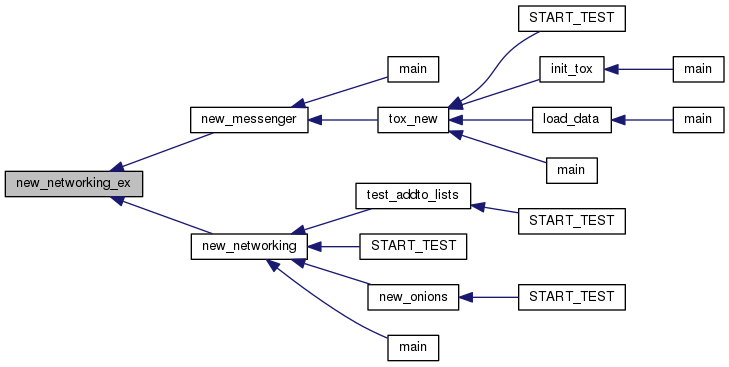 START_TEST
main
init_tox
main
new_messenger
tox_new
load_data
main
main
new_networking_ex
test_addto_lists
START_TEST
new_networking
START_TEST
new_onions
START_TEST
main